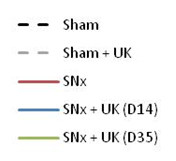 Sham
Sham + UK
SNx
SNx + UK (D14)
SNx + UK (D35)